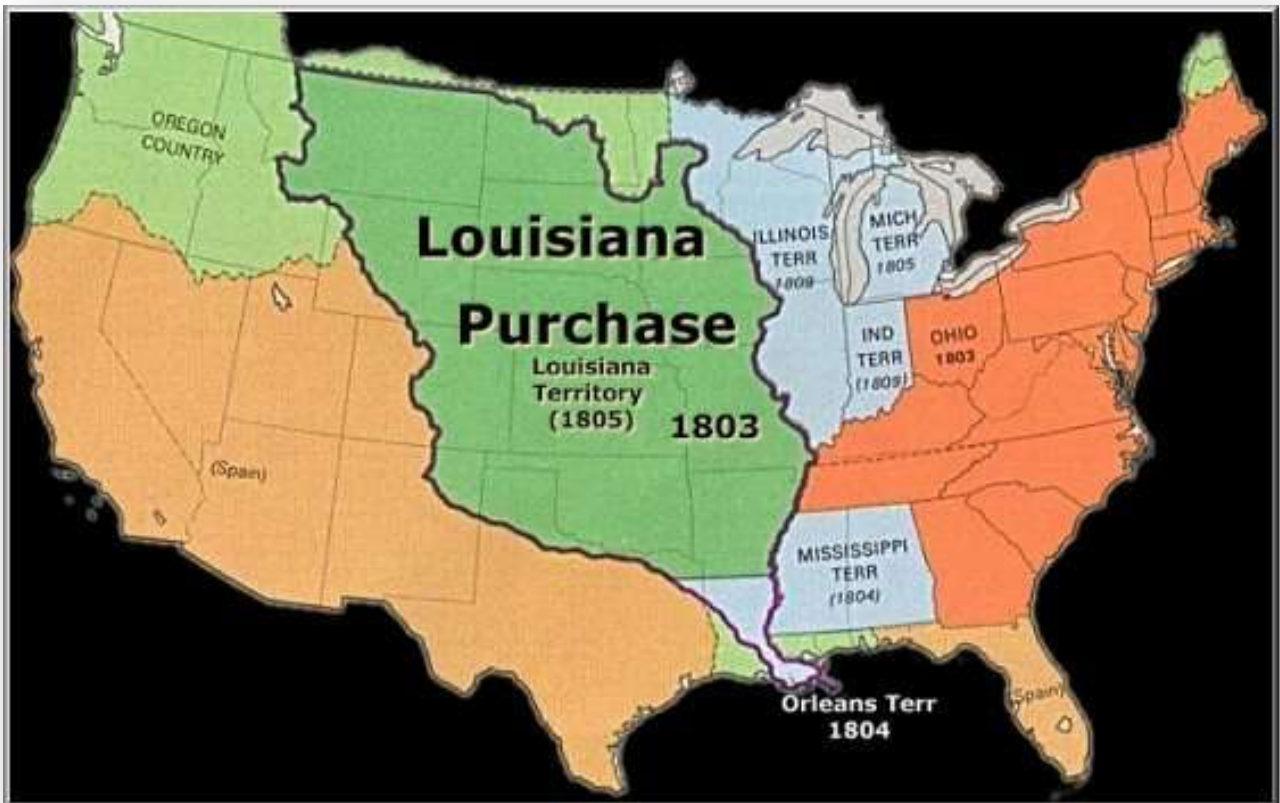 OREGON
COUNTRY
Louisiana
Purchase
Louisiana
Territory
(1805)
1803
ILLINOIS
TERR
1809
MICH
TERR
1805
IND
TERR
(1809)
OHIO
1803
(Spain)
MISSISSIPPI
TERR
(1804)
Orleans Terr
1804
(Spain)